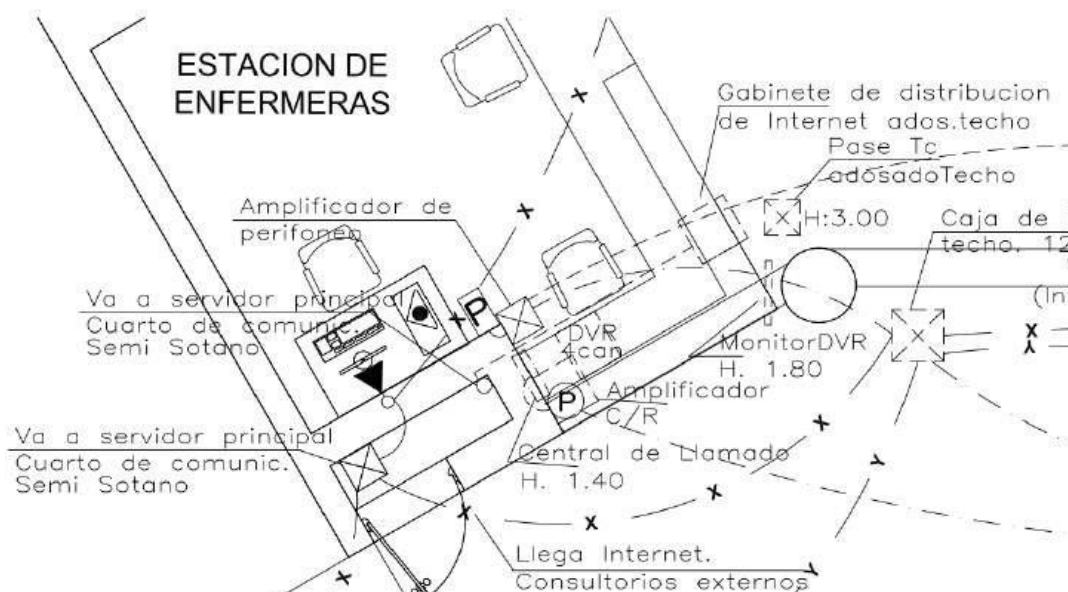 ESTACION DE
ENFERMERAS
Gabinete de distribucion
de Internet ados.techo
Pase Tc
adosadoTecho
H:3.00
Caja de
techo. 12
(In
Amplificador de
perifoneo
Va a servidor principal
Cuarto de comunic.
Semi Sotano
P
DVR
4can
MonitorDVR
H. 1.80
P
Amplificador
C/R
Central de Llamado
H. 1.40
Va a servidor principal
Cuarto de comunic.
Semi Sotano
Llega Internet.
Consultorios externos
X
X
X
X
X
X
X
X
Y
Y
Y